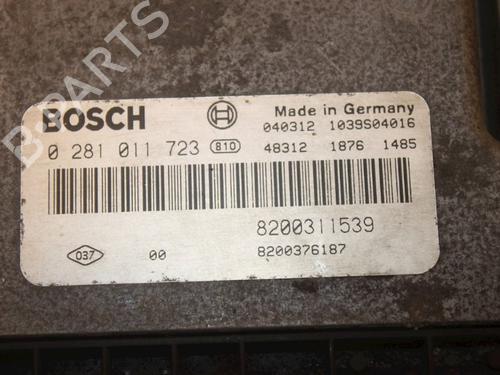 BOSCH
Made in Germany
040312 1039S04016
0 281 011 723 810 48312 1876 1485
8200311539
037 00 8200376187
B-PARTS